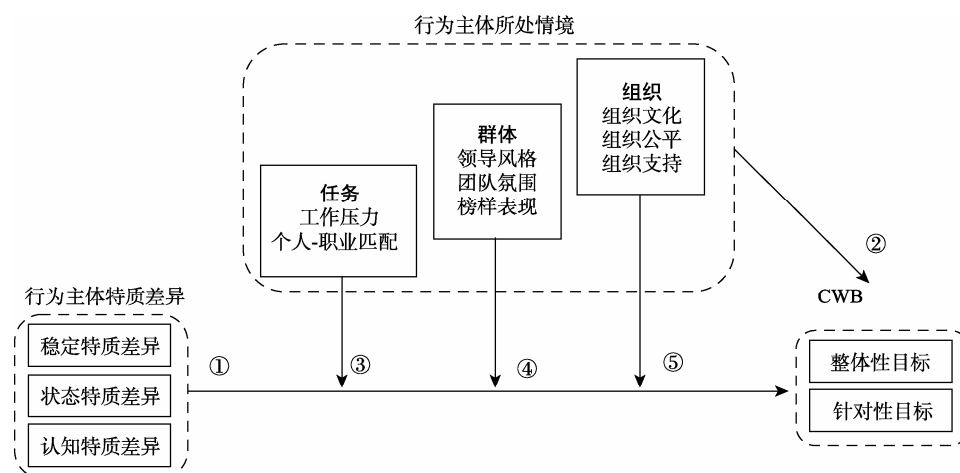 行为主体所处情境
组织
组织文化
组织公平
组织支持
群体
领导风格
团队氛围
榜样表现
任务
工作压力
个人-职业匹配
②
CWB
行为主体特质差异
稳定特质差异
状态特质差异
认知特质差异
①
③
④
⑤
整体性目标
针对性目标